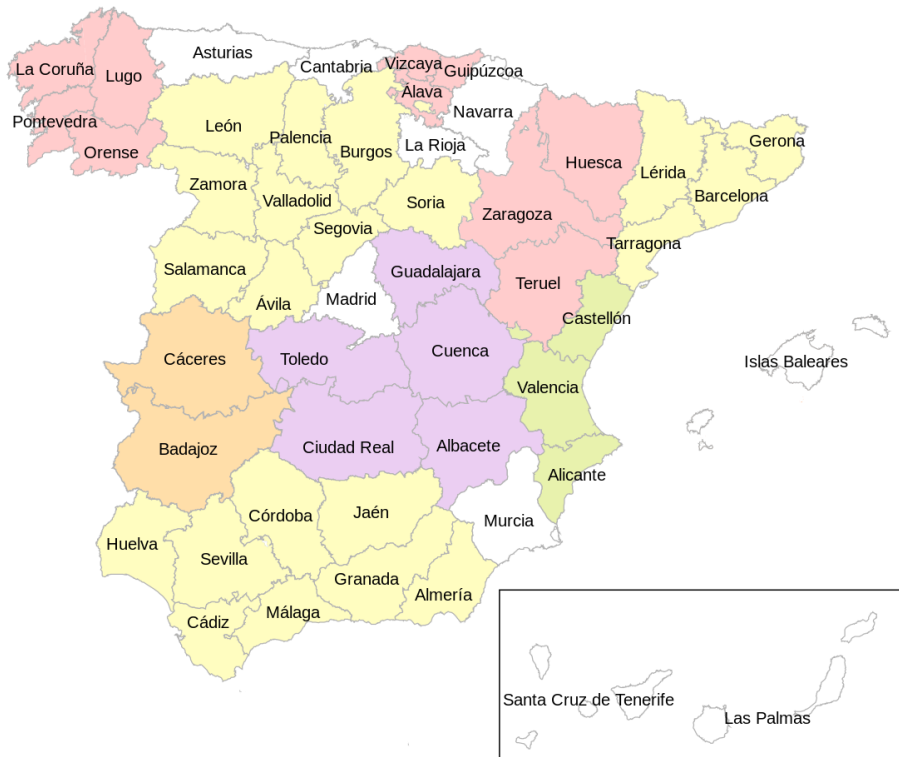 Asturias
Cantabria
Vizcaya
Guipúzcoa
La Coruña
Lugo
Álava
Navarra
Pontevedra
León
Palencia
Burgos
La Rioja
Orense
Huesca
Gerona
Lérida
Zamora
Valladolid
Soria
Barcelona
Zaragoza
Segovia
Tarragona
Salamanca
Guadalajara
Teruel
Ávila
Madrid
Castellón
Cáceres
Toledo
Cuenca
Islas Baleares
Valencia
Badajoz
Ciudad Real
Albacete
Alicante
Córdoba
Jaén
Murcia
Huelva
Sevilla
Granada
Almería
Cádiz
Málaga
Santa Cruz de Tenerife
Las Palmas